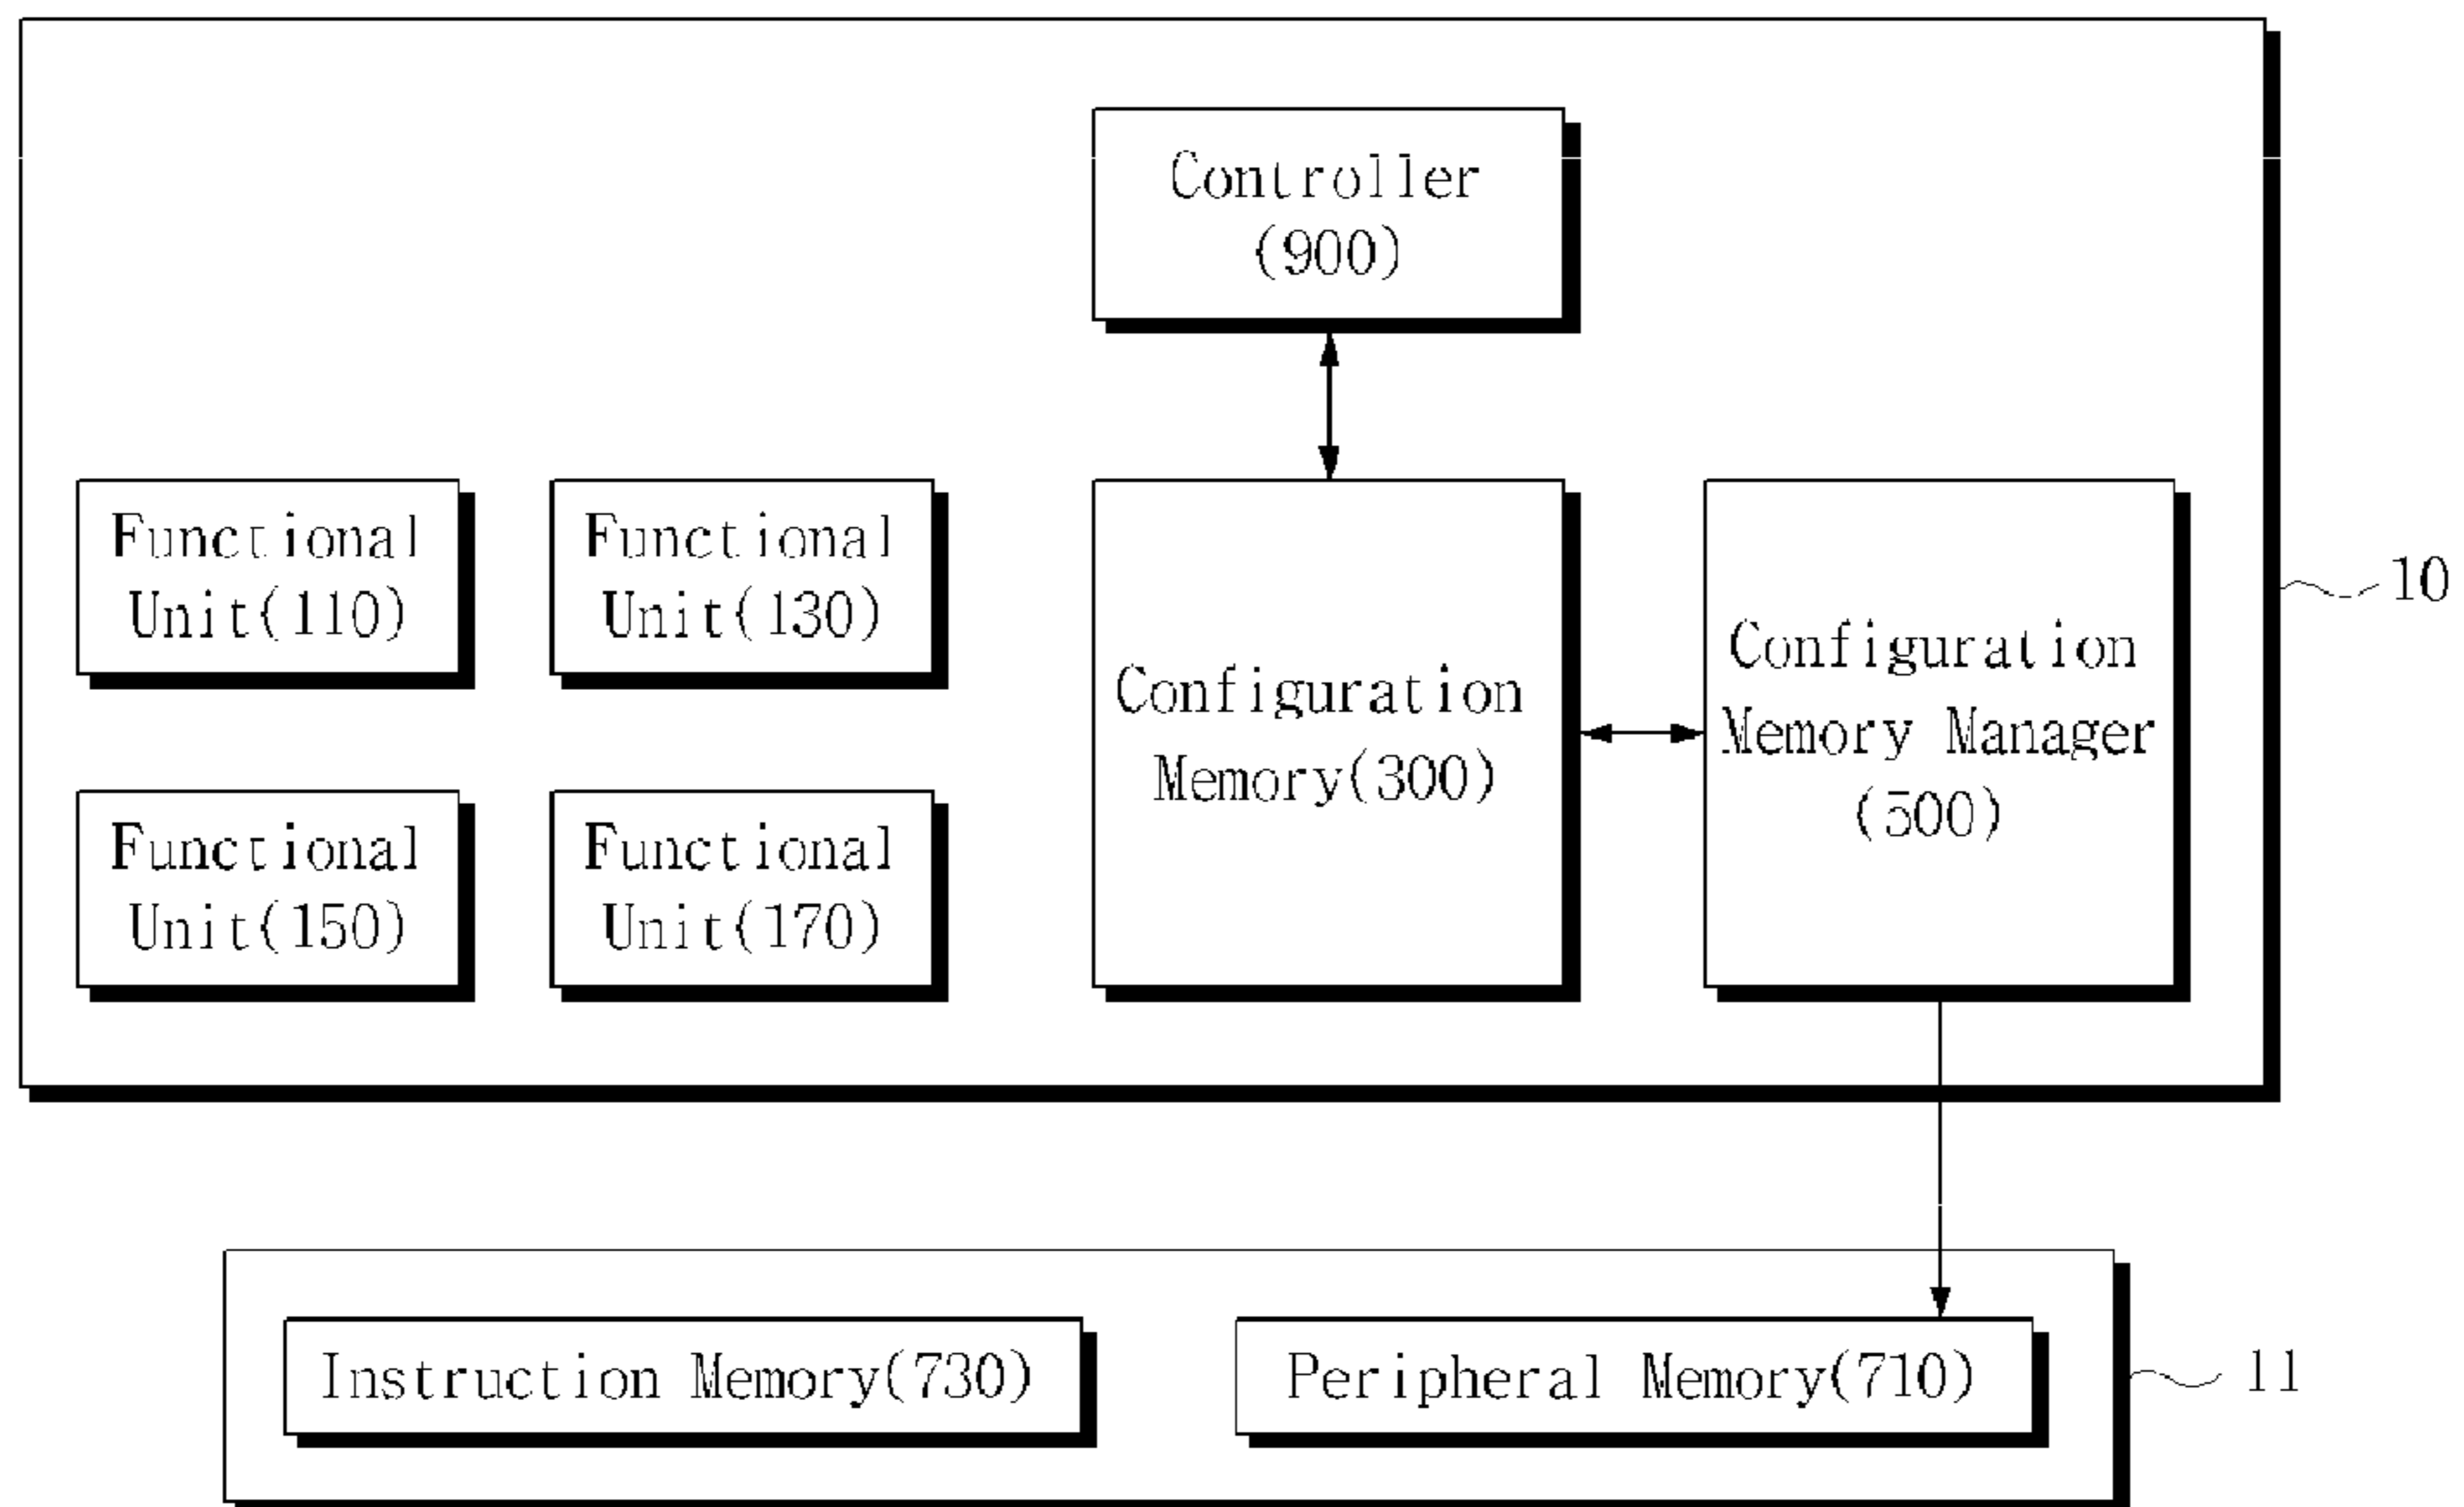 Controller
(900)
Functional
Unit(110)
Functional
Unit(130)
Configuration
Memory(300)
Configuration
Memory Manager
(500)
10
Functional
Unit(150)
Functional
Unit(170)
Instruction Memory(730)
Peripheral Memory(710)
11